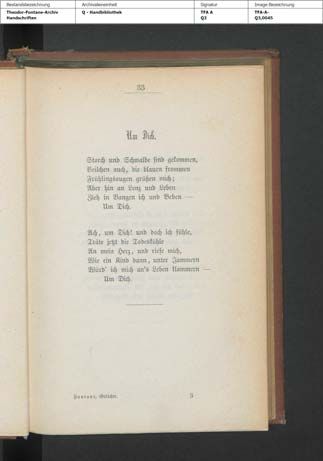 Bestandsbezeichnung Archivalieneinheit Signatur Image Bezeichnung
Theodor-Fontane-Archiv Q - Handbibliothek TFA A TFA-A-
Handschriften Q3 Q3,0045
33
Um Dich.
Storch und Schwalbe sind gekommen,
Veilchen auch, die blauen frommen
Frühlingsaugen grüßen mich;
Aber hin an Lenz und Leben
Zieh in Bangen ich und Beben —
Um Dich.
Ach, um Dich! und doch ich fühle,
Träte jetzt die Todeskühle
An mein Herz, und riefe mich,
Wie ein Kind dann, unter Jammern
Würd' ich mich an's Leben klammern —
Um Dich.
Fontane, Gedichte. 3